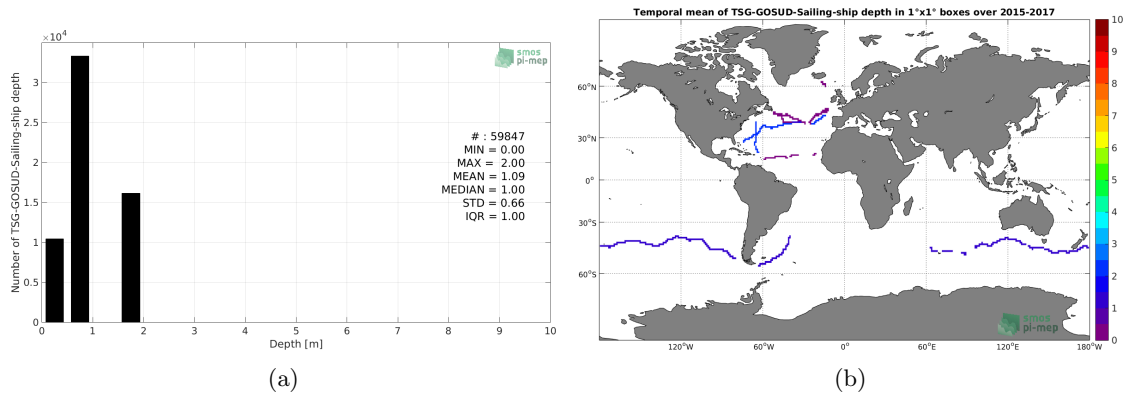 ×10⁴
3
2.5
2
1.5
1
0.5
0
Number of TSG-GOSUD-Sailing-ship depth
smos
pi-mep
# : 59847
MIN = 0.00
MAX = 2.00
MEAN = 1.09
MEDIAN = 1.00
STD = 0.66
IQR = 1.00
0 1 2 3 4 5 6 7 8 9 10
Depth [m]
(a)
Temporal mean of TSG-GOSUD-Sailing-ship depth in 1°x1° boxes over 2015-2017
60°N
30°N
0°
30°S
60°S
120°W 60°W 0° 60°E 120°E 180°W
smos
pi-mep
10
9
8
7
6
5
4
3
2
1
0
(b)